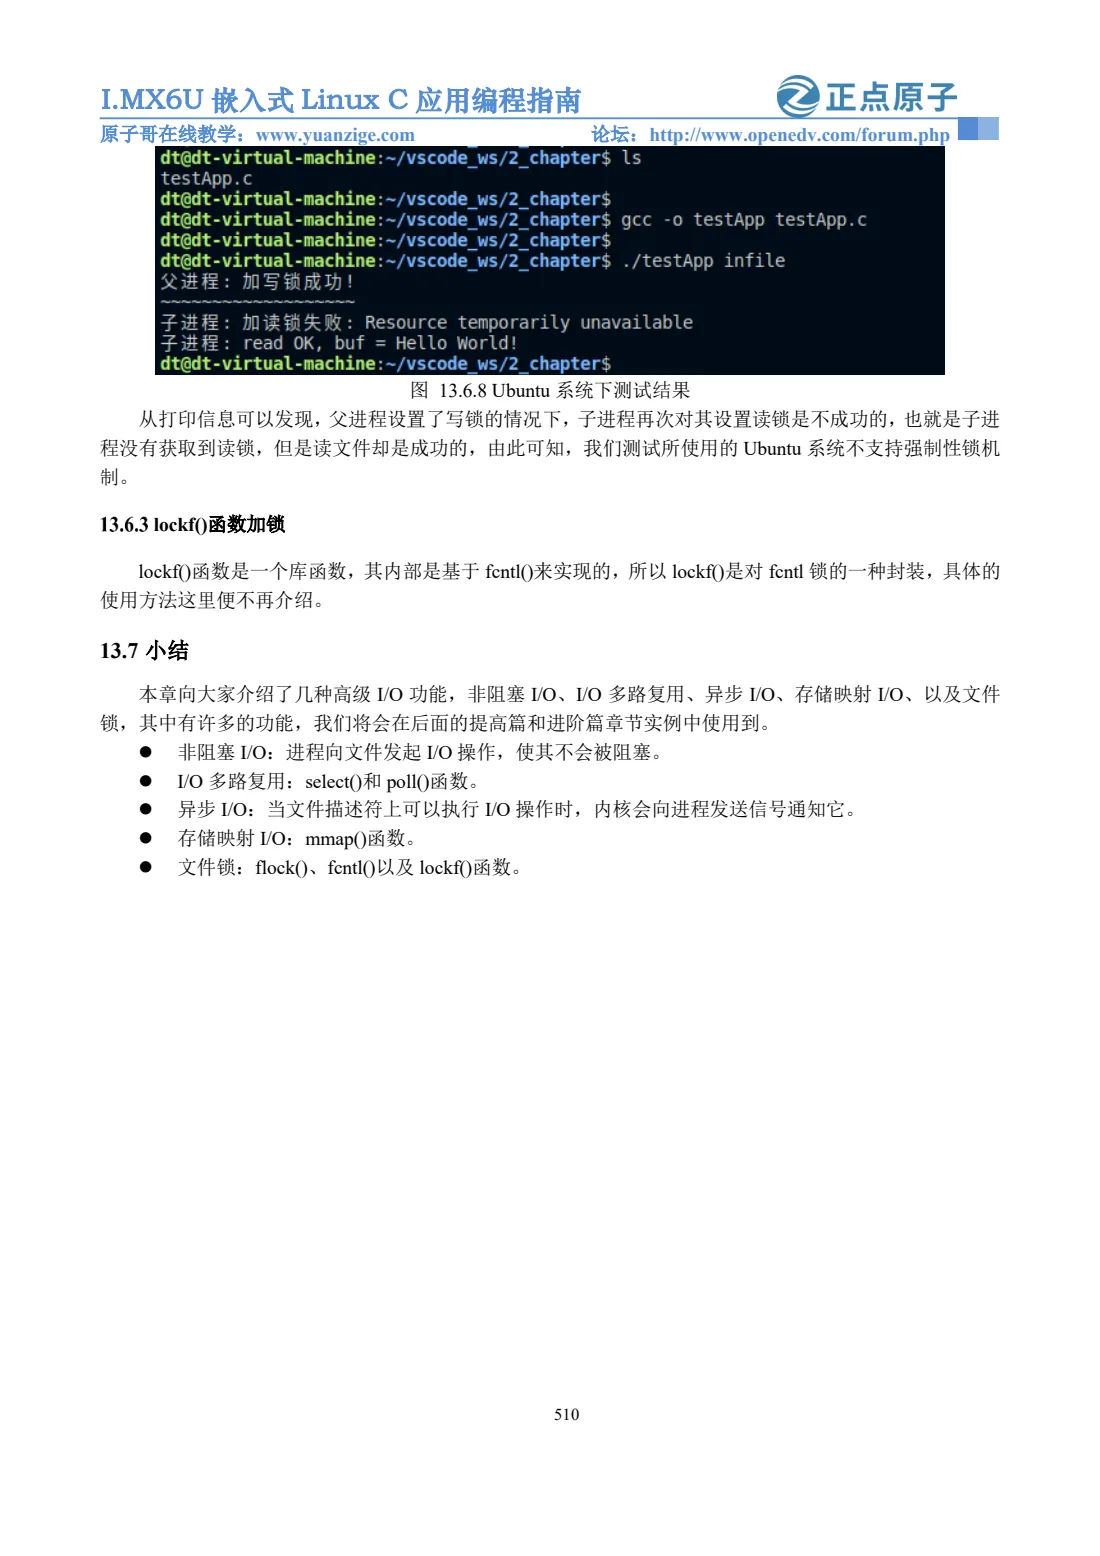 I.MX6U 嵌入式 Linux C 应用编程指南
正点原子
原子哥在线教学：www.yuanzige.com 论坛：http://www.openedv.com/forum.php
dt@dt-virtual-machine:~/vscode_ws/2_chapter$ ls
testApp.c
dt@dt-virtual-machine:~/vscode_ws/2_chapter$
dt@dt-virtual-machine:~/vscode_ws/2_chapter$ gcc -o testApp testApp.c
dt@dt-virtual-machine:~/vscode_ws/2_chapter$
dt@dt-virtual-machine:~/vscode_ws/2_chapter$ ./testApp infile
父进程: 加写锁成功!
~~~~~~~~~~~~~~~~~~~
子进程: 加读锁失败: Resource temporarily unavailable
子进程: read OK, buf = Hello World!
dt@dt-virtual-machine:~/vscode_ws/2_chapter$
图 13.6.8 Ubuntu 系统下测试结果
从打印信息可以发现，父进程设置了写锁的情况下，子进程再次对其设置读锁是不成功的，也就是子进
程没有获取到读锁，但是读文件却是成功的，由此可知，我们测试所使用的 Ubuntu 系统不支持强制性锁机
制。
13.6.3 lockf()函数加锁
lockf()函数是一个库函数，其内部是基于 fcntl()来实现的，所以 lockf()是对 fcntl 锁的一种封装，具体的
使用方法这里便不再介绍。
13.7 小结
本章向大家介绍了几种高级 I/O 功能，非阻塞 I/O、I/O 多路复用、异步 I/O、存储映射 I/O、以及文件
锁，其中有许多的功能，我们将会在后面的提高篇和进阶篇章节实例中使用到。
● 非阻塞 I/O：进程向文件发起 I/O 操作，使其不会被阻塞。
● I/O 多路复用：select()和 poll()函数。
● 异步 I/O：当文件描述符上可以执行 I/O 操作时，内核会向进程发送信号通知它。
● 存储映射 I/O：mmap()函数。
● 文件锁：flock()、fcntl()以及 lockf()函数。
510